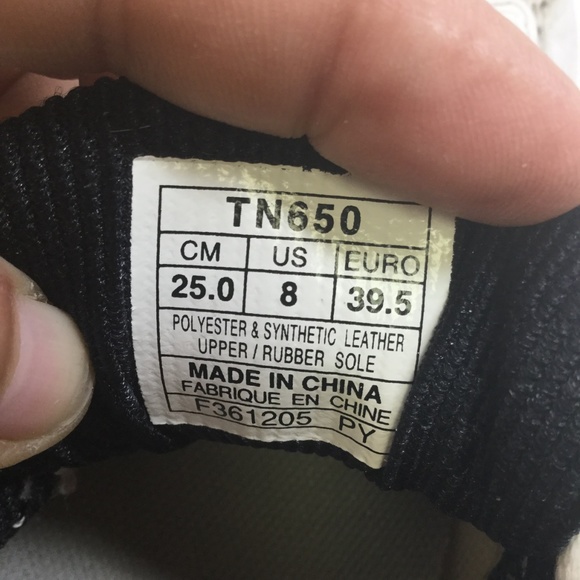 TN650
CM US EURO
25.0 8 39.5
POLYESTER & SYNTHETIC LEATHER
UPPER / RUBBER SOLE
MADE IN CHINA
FABRIQUE EN CHINE
F361205 PY